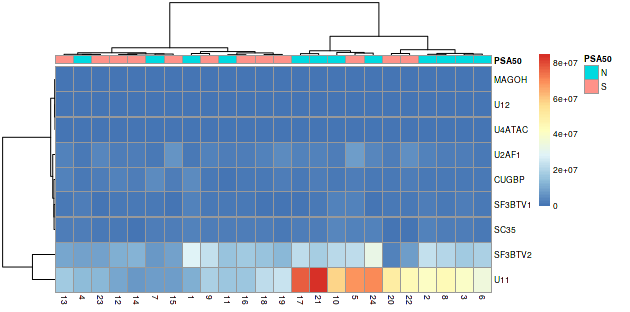 PSA50
MAGOH
U12
U4ATAC
U2AF1
CUGBP
SF3BTV1
SC35
SF3BTV2
U11
13 4 23 12 14 7 15 1 9 11 16 18 19 17 21 10 5 24 20 22 2 8 3 6
8e+07
6e+07
4e+07
2e+07
0
PSA50
N
S